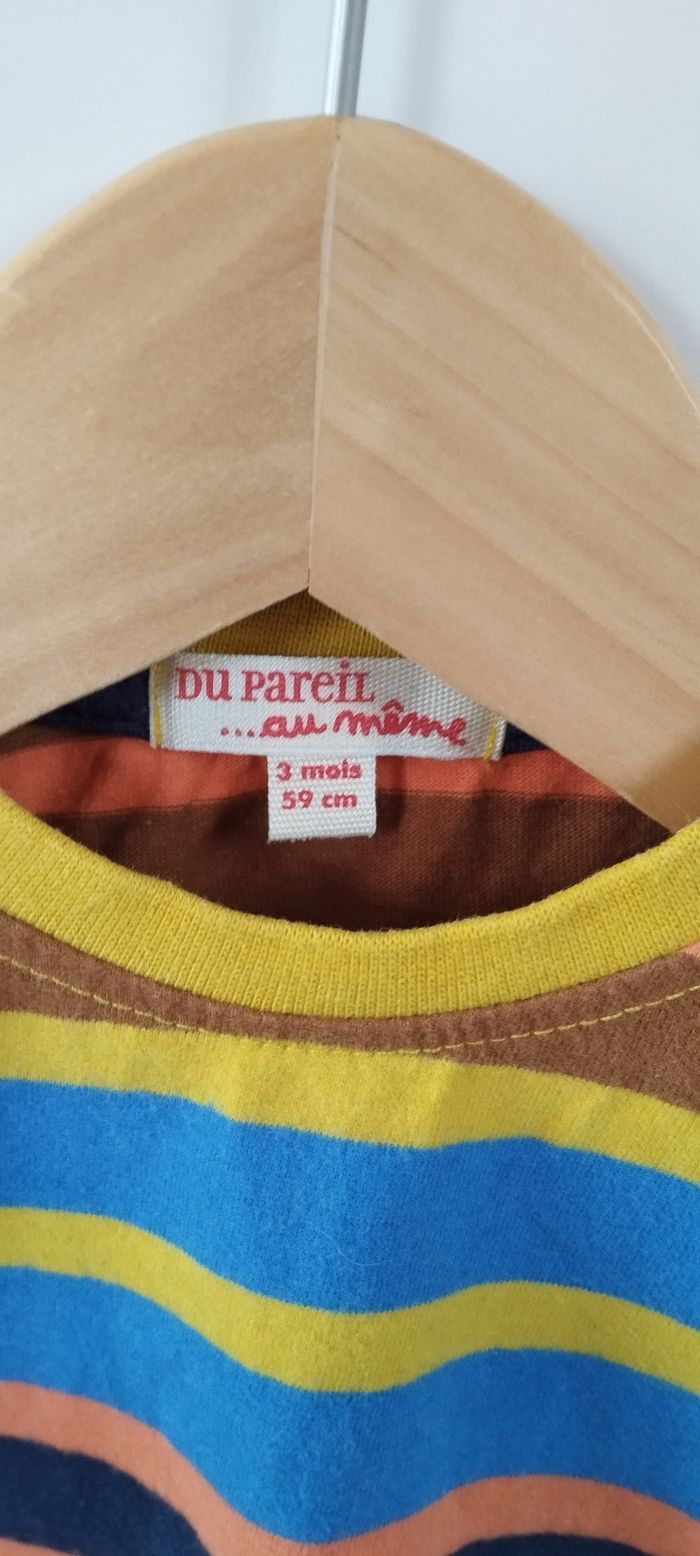 DU PAREIL
...au même
3 mois
59 cm